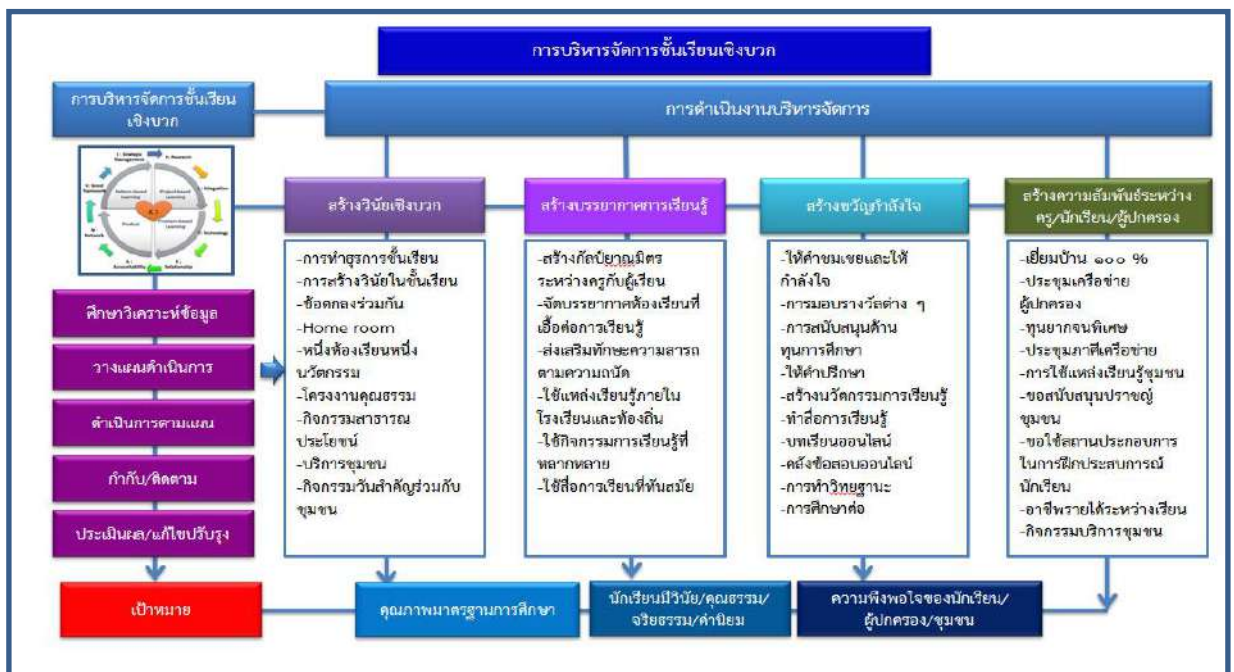 การบริหารจัดการชั้นเรียนเชิงบวก
การบริหารจัดการชั้นเรียน
เชิงบวก
การดำเนินงานบริหารจัดการ
ศึกษาวิเคราะห์ข้อมูล
วางแผนดำเนินการ
ดำเนินการตามแผน
กำกับ/ติดตาม
ประเมินผล/แก้ไขปรับรุง
สร้างวินัยเชิงบวก
-การทำธุรการชั้นเรียน
-การสร้างวินัยในชั้นเรียน
-ข้อตกลงร่วมกัน
-Home room
-หนึ่งห้องเรียนหนึ่ง
นวัตกรรม
-โครงงานคุณธรรม
-กิจกรรมสาธารณ
ประโยชน์
-บริการชุมชน
-กิจกรรมวันสำคัญร่วมกับ
ชุมชน
สร้างบรรยากาศการเรียนรู้
-สร้างกัลป์ยาณมิตร
ระหว่างครูกับผู้เรียน
-จัดบรรยากาศห้องเรียนที่
เอื้อต่อการเรียนรู้
-ส่งเสริมทักษะความสารถ
ตามความถนัด
-ใช้แหล่งเรียนรู้ภายใน
โรงเรียนและท้องถิ่น
-ใช้กิจกรรมการเรียนรู้ที่
หลากหลาย
-ใช้สื่อการเรียนที่ทันสมัย
สร้างขวัญกำลังใจ
-ให้คำชมเชยและให้
กำลังใจ
-การมอบรางวัลต่าง ๆ
-การสนับสนุนด้าน
ทุนการศึกษา
-ให้คำปรึกษา
-สร้างนวัตกรรมการเรียนรู้
-ทำสื่อการเรียนรู้
-บทเรียนออนไลน์
-คลังข้อสอบออนไลน์
-การทำวิทยฐานะ
-การศึกษาต่อ
สร้างความสัมพันธ์ระหว่าง
ครู/นักเรียน/ผู้ปกครอง
-เยี่ยมบ้าน ๑๐๐ %
-ประชุมเครือข่าย
ผู้ปกครอง
-ทุนยากจนพิเศษ
-ประชุมภาคีเครือข่าย
-การใช้แหล่งเรียนรู้ชุมชน
-ขอสนับสนุนปราชญ์
ชุมชน
-ขอใช้สถานประกอบการ
ในการฝึกประสบการณ์
นักเรียน
-อาชีพรายได้ระหว่างเรียน
-กิจกรรมบริการชุมชน
เป้าหมาย
คุณภาพมาตรฐานการศึกษา
นักเรียนมีวินัย/คุณธรรม/
จริยธรรม/ค่านิยม
ความพึงพอใจของนักเรียน/
ผู้ปกครอง/ชุมชน